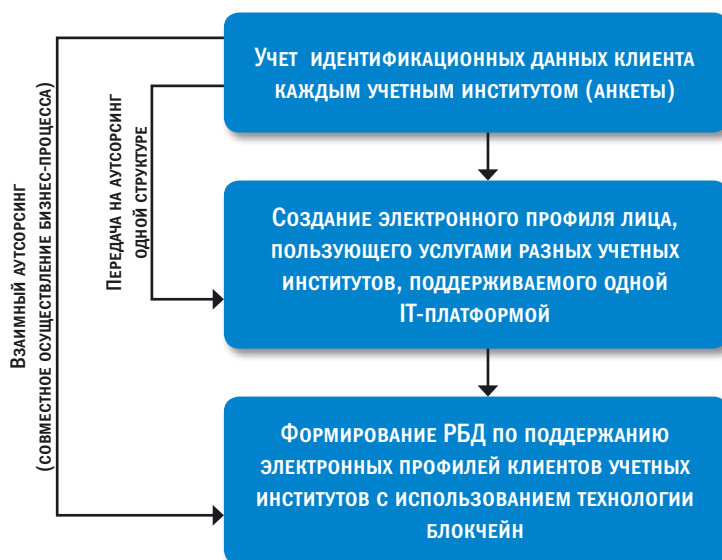 Учет идентификационных данных клиента
каждым учетным институтом (анкеты)
Взаимный аутсорсинг
(совместное осуществление бизнес-процесса)
Передача на аутсорсинг
одной структуре
Создание электронного профиля лица,
пользующего услугами разных учетных
институтов, поддерживаемого одной
IT-платформой
Формирование РБД по поддержанию
электронных профилей клиентов учетных
институтов с использованием технологии
блокчейн